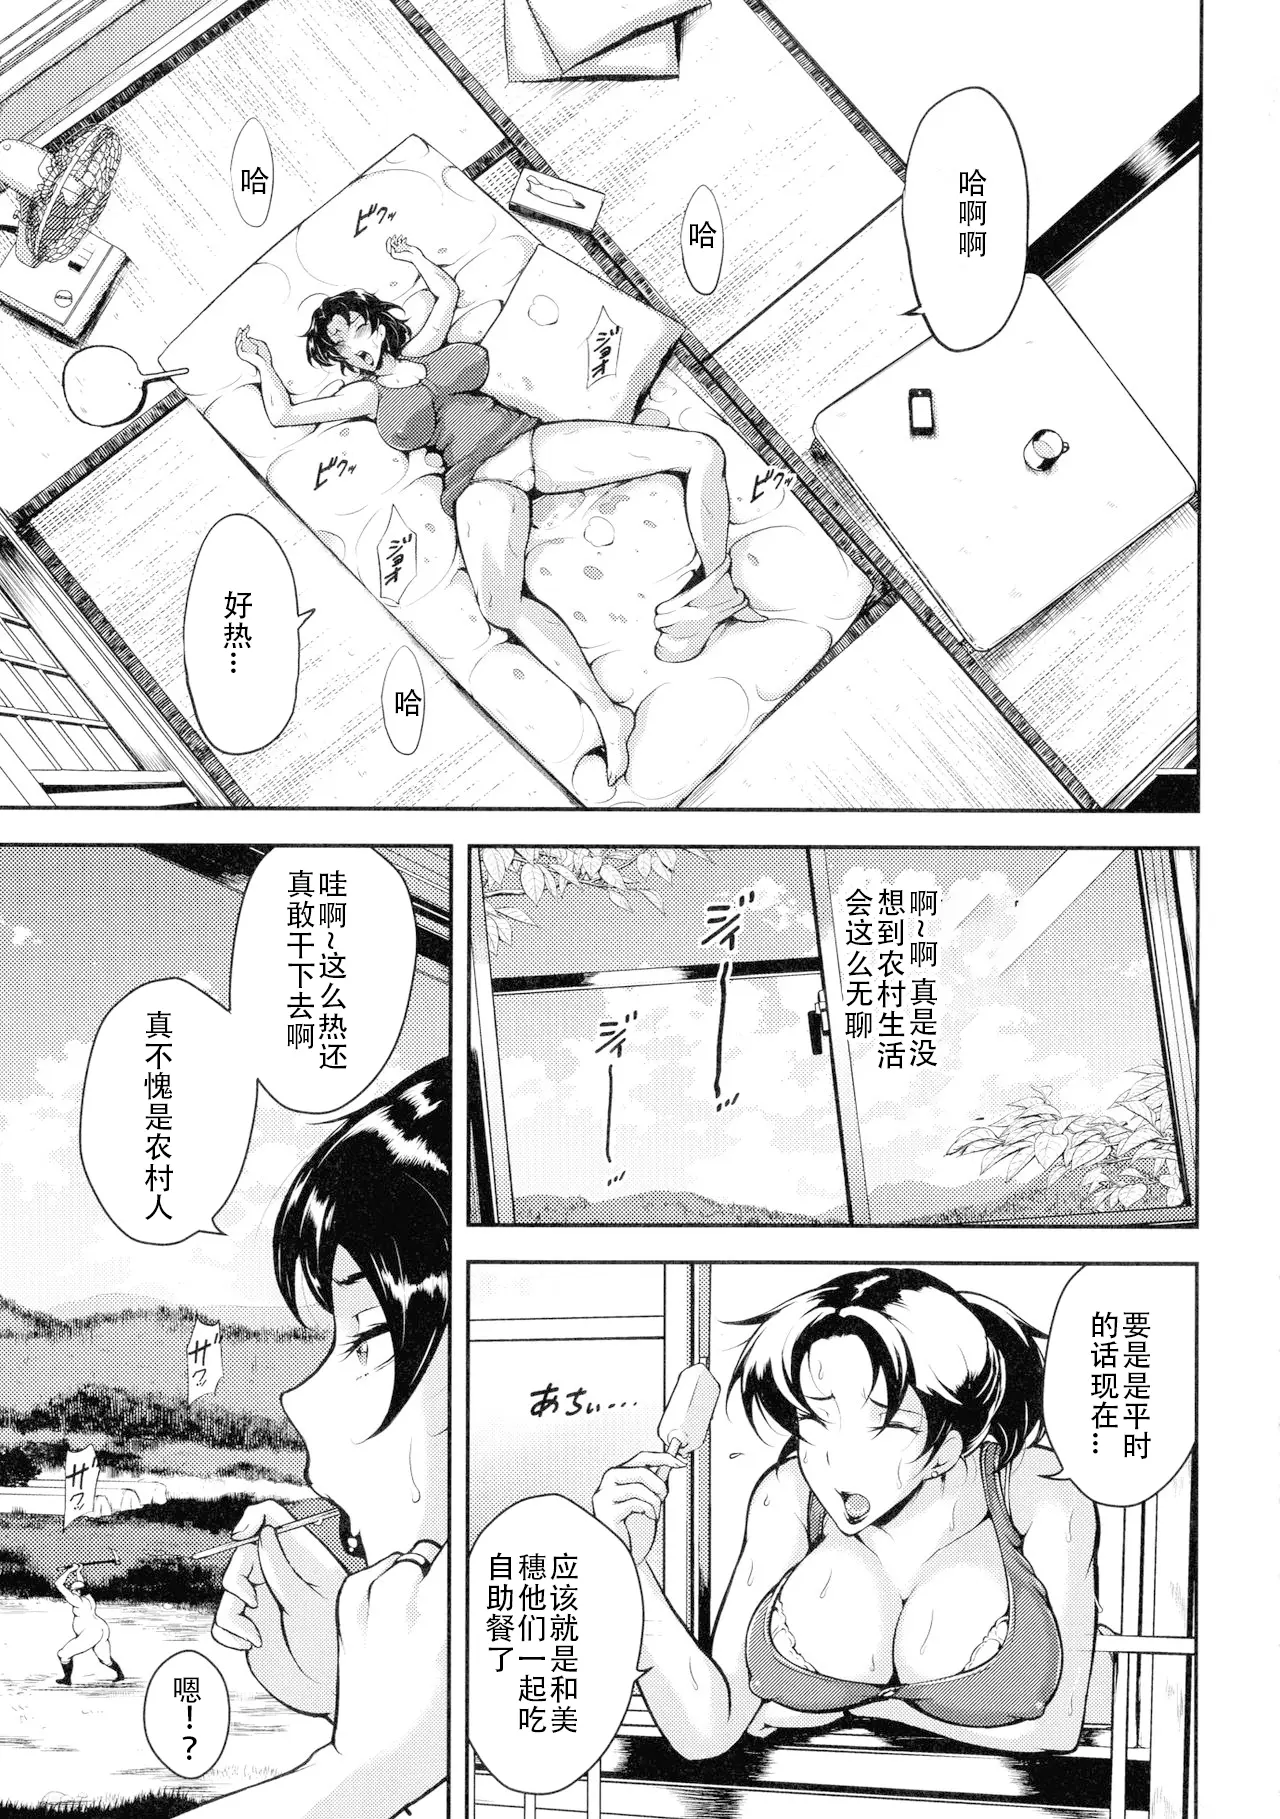 哈啊啊
哈
哈
ビクッ
ジョオ
ビクッ
ビクッ
ジョオ
好热…
哈
啊~啊真是没
想到农村生活
会这么无聊
哇啊~这么热还
真敢干下去啊
真不愧是农村人
ザッ
ザッ
嗯!?
要是是平时
的话现在…
あちぃ…
应该就是和美
穗他们一起吃
自助餐了